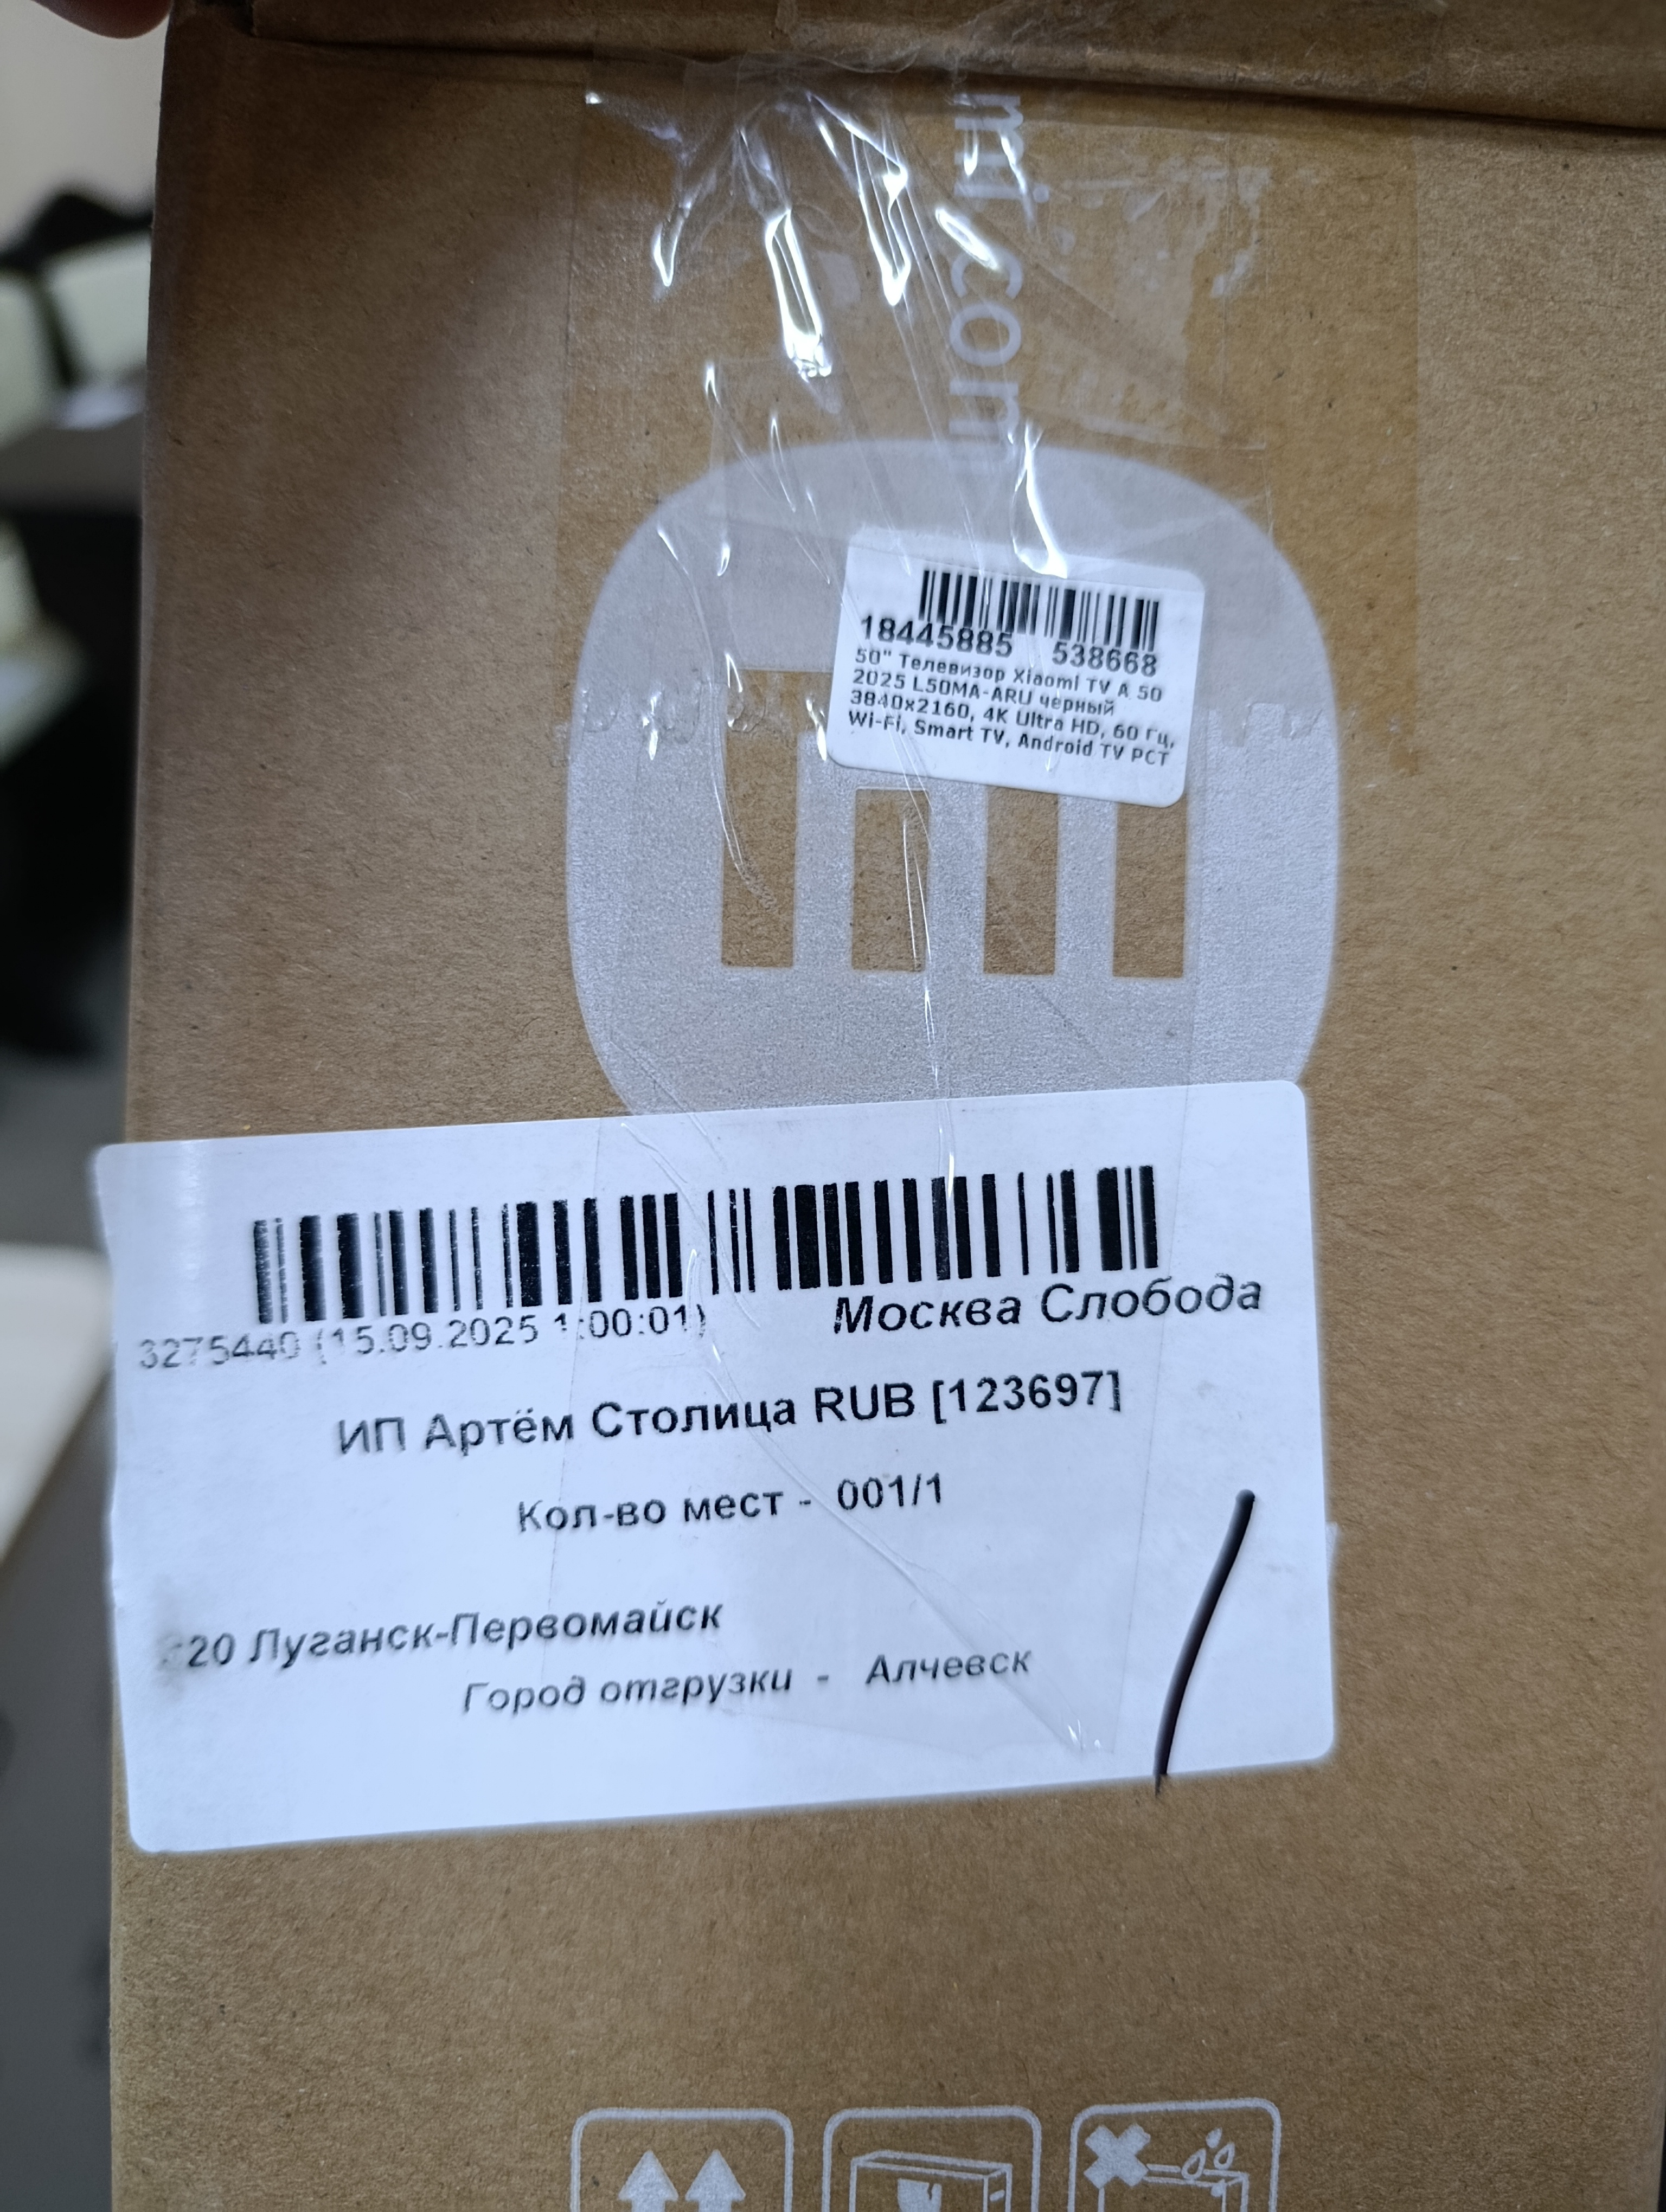 mi.com
18445885 538668
50" Телевизор Xiaomi TV A 50
2025 L50MA-ARU черный
3840x2160, 4K Ultra HD, 60 Гц,
Wi-Fi, Smart TV, Android TV РСТ
3275440 (15.09.2025 1:00:01) Москва Слобода
ИП Артём Столица RUB [123697]
Кол-во мест - 001/1
20 Луганск-Первомайск
Город отгрузки - Алчевск